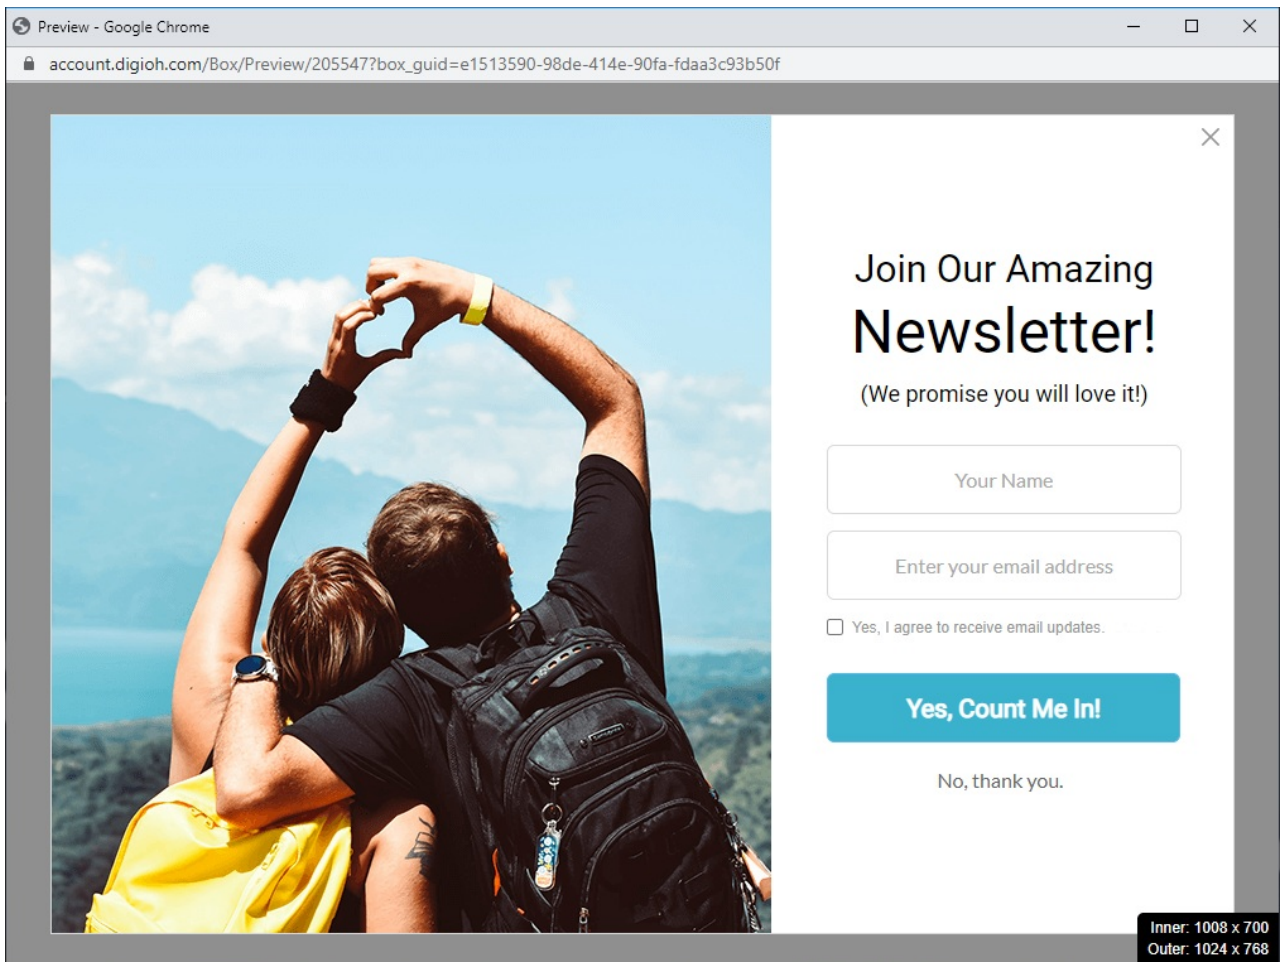 Preview - Google Chrome
account.digioh.com/Box/Preview/205547?box_guid=e1513590-98de-414e-90fa-fdaa3c93b50f
Join Our Amazing
Newsletter!
(We promise you will love it!)
Your Name
Enter your email address
Yes, I agree to receive email updates.
Yes, Count Me In!
No, thank you.
Inner: 1008 x 700
Outer: 1024 x 768